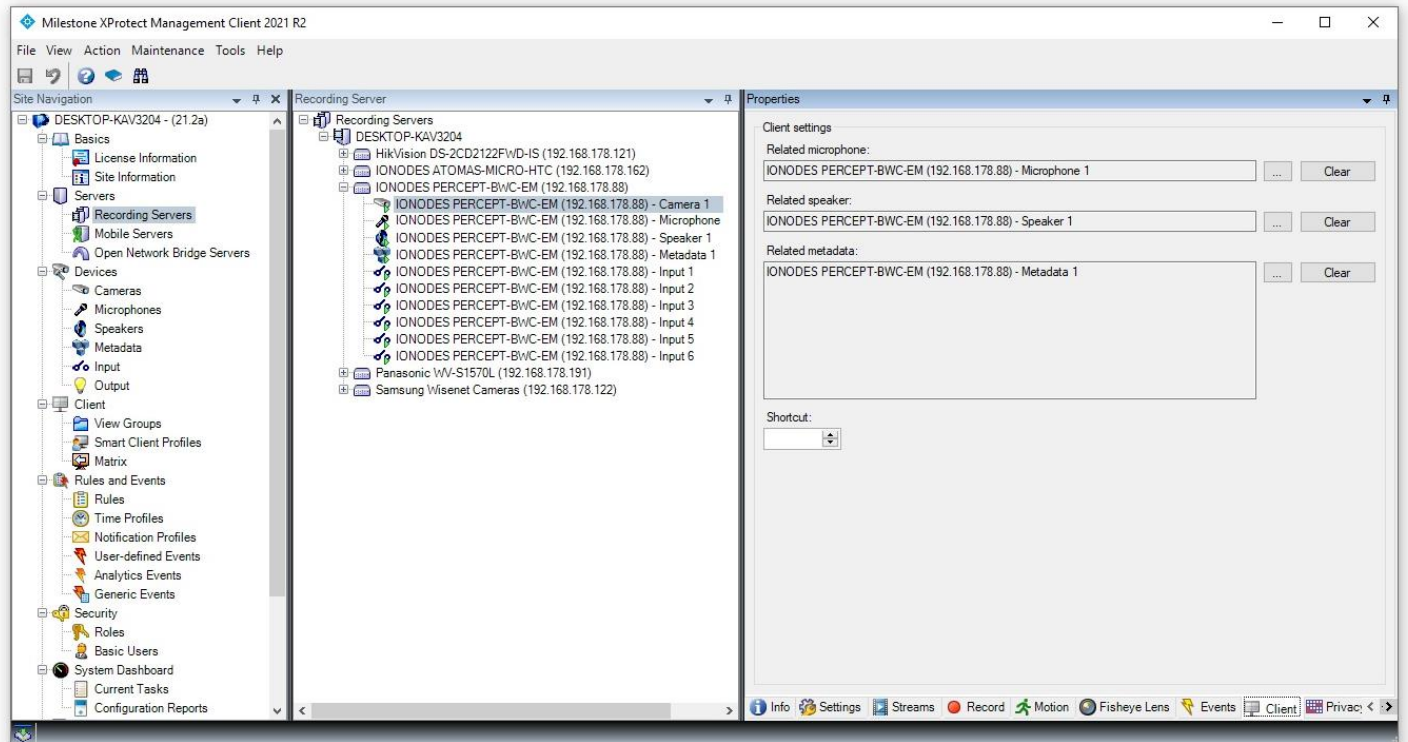 Milestone XProtect Management Client 2021 R2
File View Action Maintenance Tools Help
Site Navigation
DESKTOP-KAV3204 - (21.2a)
Basics
License Information
Site Information
Servers
Recording Servers
Mobile Servers
Open Network Bridge Servers
Devices
Cameras
Microphones
Speakers
Metadata
Input
Output
Client
View Groups
Smart Client Profiles
Matrix
Rules and Events
Rules
Time Profiles
Notification Profiles
User-defined Events
Analytics Events
Generic Events
Security
Roles
Basic Users
System Dashboard
Current Tasks
Configuration Reports
Recording Server
Recording Servers
DESKTOP-KAV3204
HikVision DS-2CD2122FWD-IS (192.168.178.121)
IONODES ATOMAS-MICRO-HTC (192.168.178.162)
IONODES PERCEPT-BWC-EM (192.168.178.88)
IONODES PERCEPT-BWC-EM (192.168.178.88) - Camera 1
IONODES PERCEPT-BWC-EM (192.168.178.88) - Microphone
IONODES PERCEPT-BWC-EM (192.168.178.88) - Speaker 1
IONODES PERCEPT-BWC-EM (192.168.178.88) - Metadata 1
IONODES PERCEPT-BWC-EM (192.168.178.88) - Input 1
IONODES PERCEPT-BWC-EM (192.168.178.88) - Input 2
IONODES PERCEPT-BWC-EM (192.168.178.88) - Input 3
IONODES PERCEPT-BWC-EM (192.168.178.88) - Input 4
IONODES PERCEPT-BWC-EM (192.168.178.88) - Input 5
IONODES PERCEPT-BWC-EM (192.168.178.88) - Input 6
Panasonic WV-S1570L (192.168.178.191)
Samsung Wisenet Cameras (192.168.178.122)
Properties
Client settings
Related microphone:
IONODES PERCEPT-BWC-EM (192.168.178.88) - Microphone 1 ... Clear
Related speaker:
IONODES PERCEPT-BWC-EM (192.168.178.88) - Speaker 1 ... Clear
Related metadata:
IONODES PERCEPT-BWC-EM (192.168.178.88) - Metadata 1 ... Clear
Shortcut:
Info Settings Streams Record Motion Fisheye Lens Events Client Privac